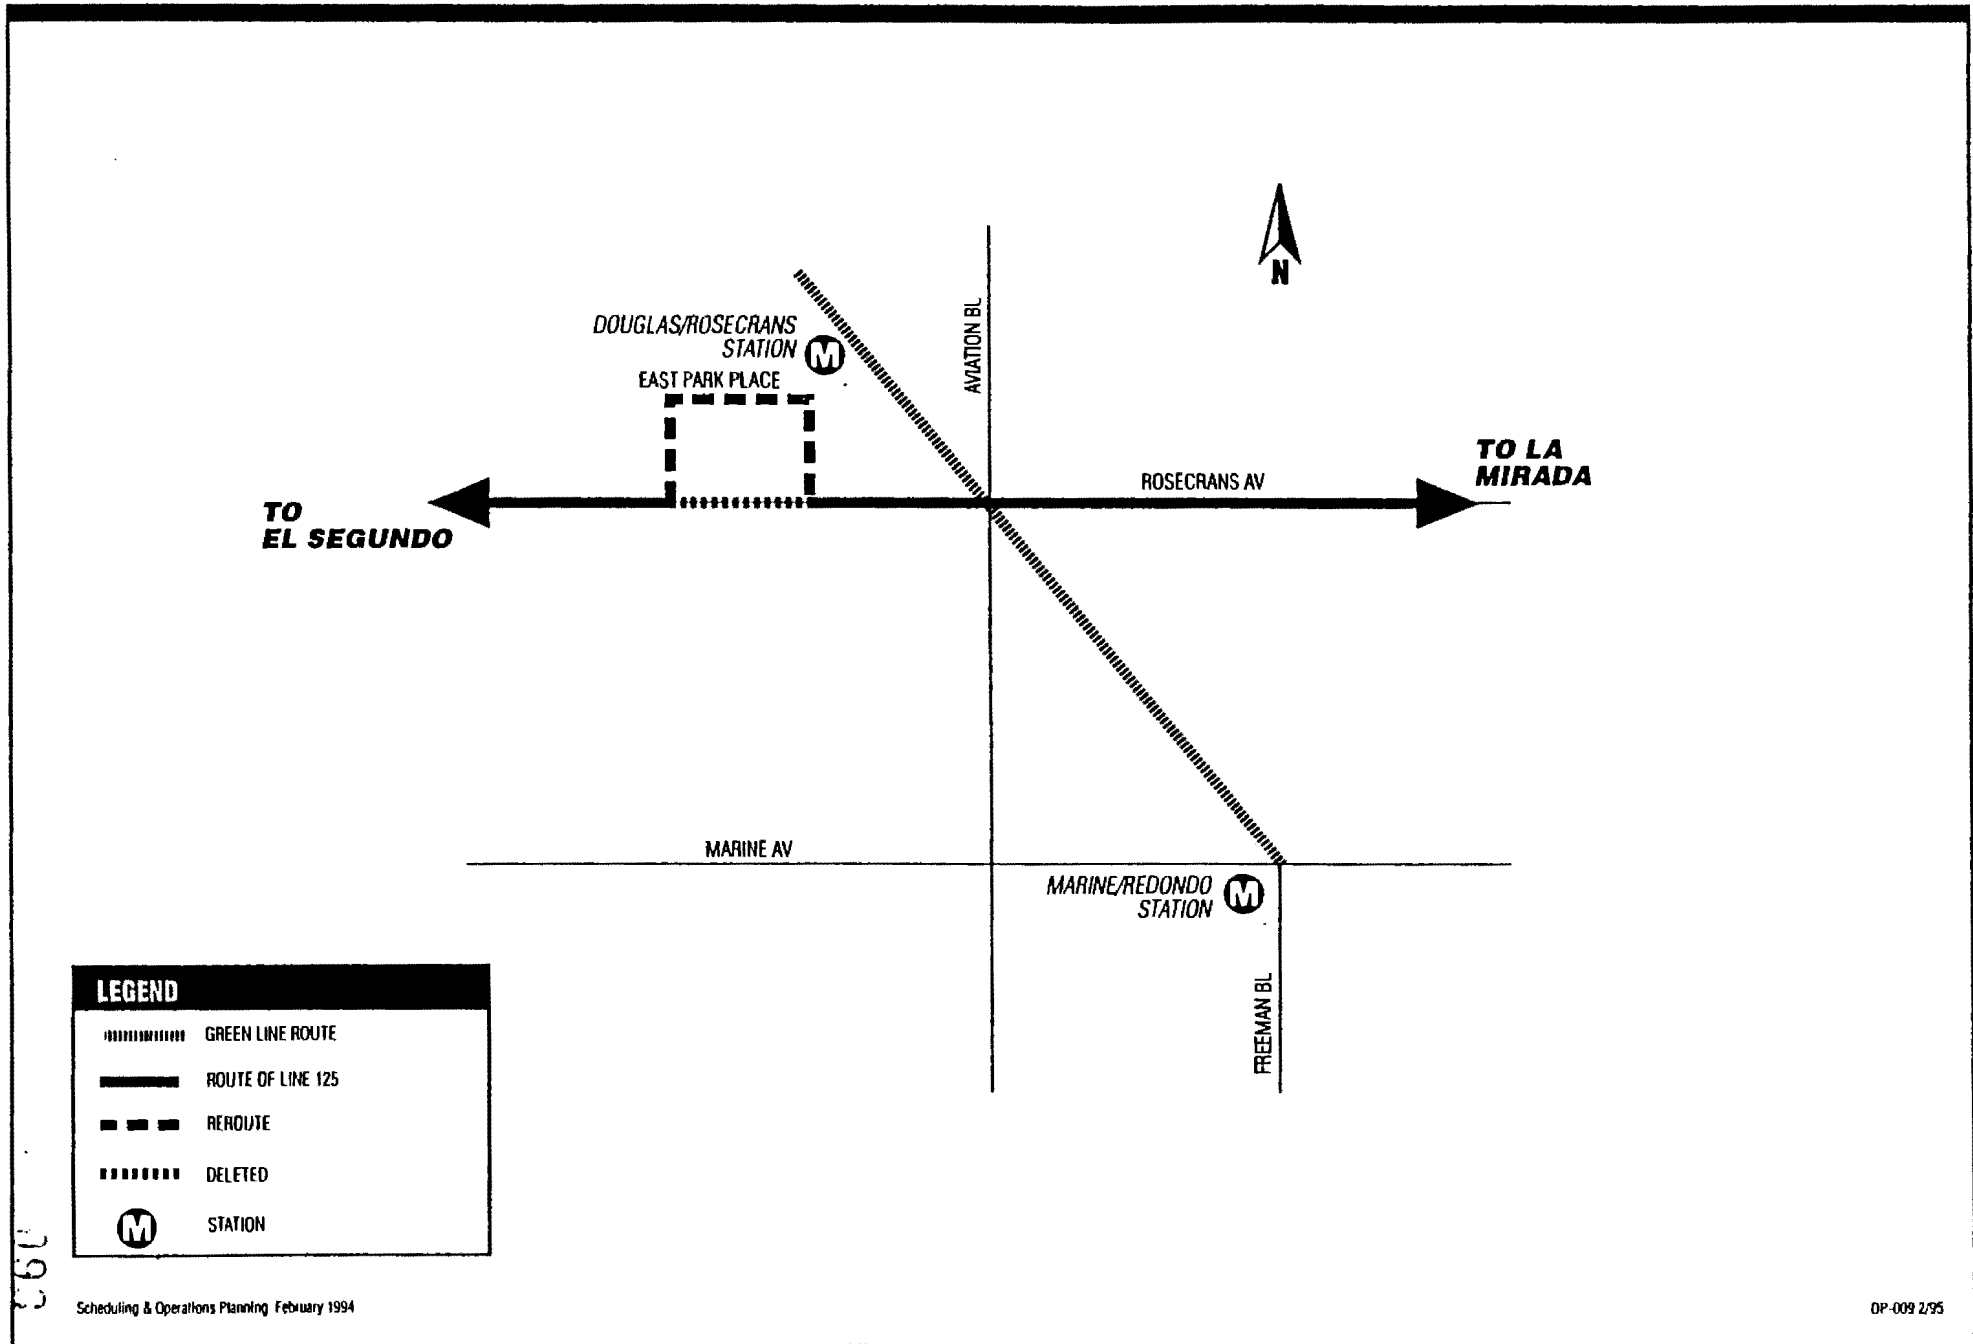 N
AVIATION BL
DOUGLAS/ROSECRANS
STATION
M
EAST PARK PLACE
ROSECRANS AV
TO LA
MIRADA
TO
EL SEGUNDO
MARINE AV
MARINE/REDONDO
STATION
M
FREEMAN BL
LEGEND
GREEN LINE ROUTE
ROUTE OF LINE 125
REROUTE
DELETED
M
STATION
Scheduling & Operations Planning February 1994
OP-009 2/95